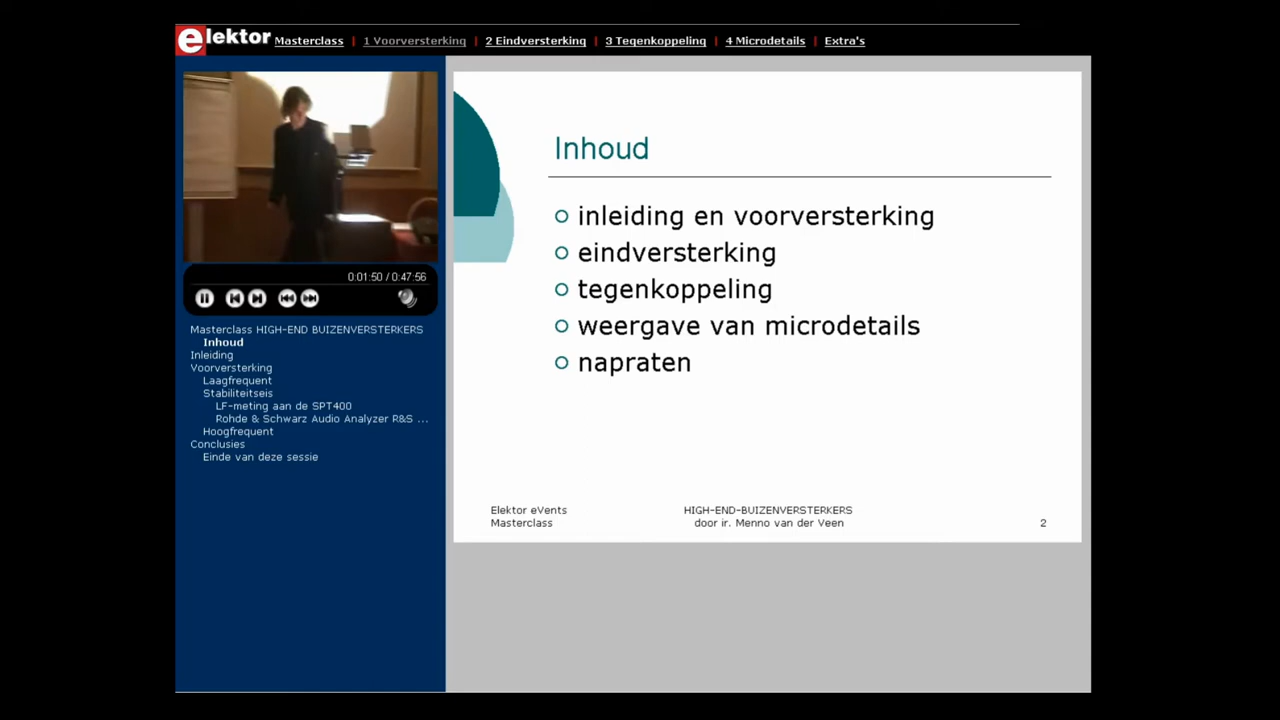 elektor Masterclass | 1 Voorversterking | 2 Eindversterking | 3 Tegenkoppeling | 4 Microdetails | Extra's
0:01:50 / 0:47:56
Masterclass HIGH-END BUIZENVERSTERKERS
Inhoud
Inleiding
Voorversterking
Laagfrequent
Stabiliteitseis
LF-meting aan de SPT400
Rohde & Schwarz Audio Analyzer R&S ...
Hoogfrequent
Conclusies
Einde van deze sessie
Inhoud
inleiding en voorversterking
eindversterking
tegenkoppeling
weergave van microdetails
napraten
Elektor eVents
Masterclass
HIGH-END-BUIZENVERSTERKERS
door ir. Menno van der Veen
2